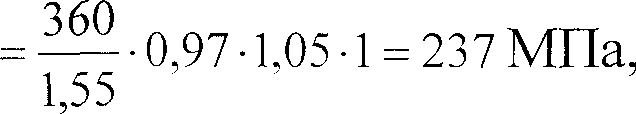 = 360/1,55 · 0,97 · 1,05 · 1 = 237 МПа,